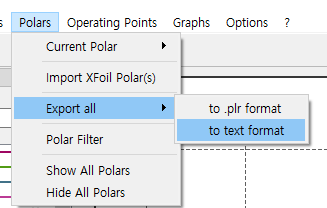 s Polars Operating Points Graphs Options ?
Current Polar
Import XFoil Polar(s)
Export all
to .plr format
to text format
Polar Filter
Show All Polars
Hide All Polars